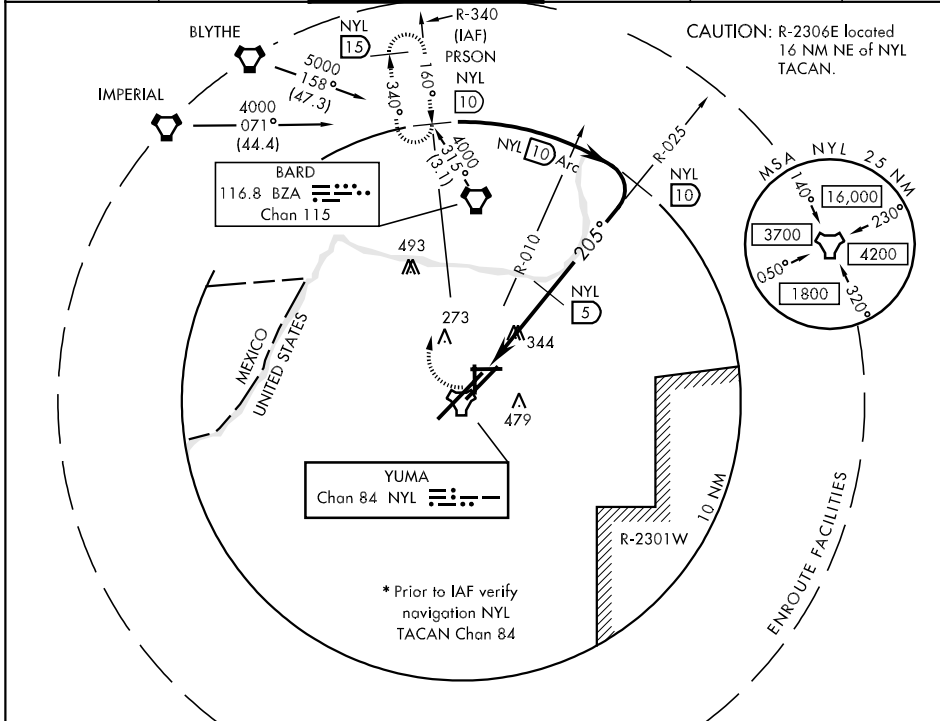 BLYTHE
5000
158°
(47.3)
IMPERIAL
4000
071°
(44.4)
NYL
15
R-340
(IAF)
PRSON
NYL
10
340°
160°
4000
315°
(3.1)
CAUTION: R-2306E located
16 NM NE of NYL
TACAN.
BARD
116.8 BZA
Chan 115
NYL 10 Arc
R-025
NYL
10
R-010
205°
NYL
5
MSA NYL 25 NM
140°
16,000
230°
3700
4200
050°
1800
320°
493
273
344
479
MEXICO
UNITED STATES
YUMA
Chan 84 NYL
R-2301W
10 NM
ENROUTE FACILITIES
* Prior to IAF verify
navigation NYL
TACAN Chan 84